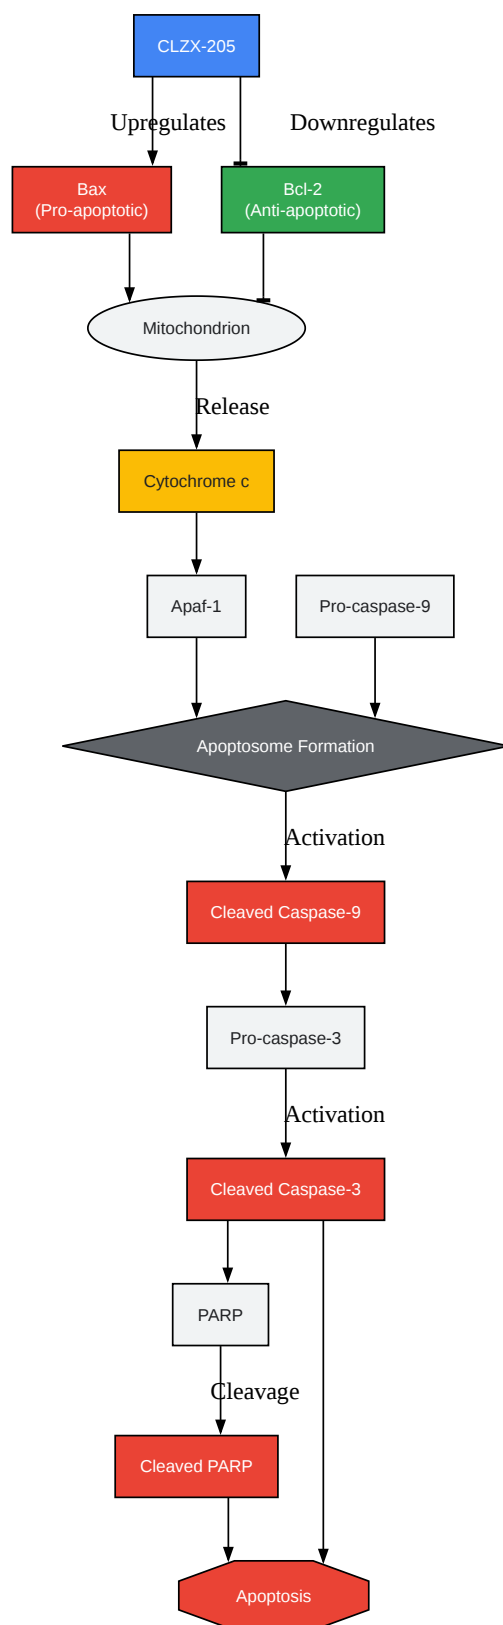 CLZX-205
Upregulates
Downregulates
Bax
(Pro-apoptotic)
Bcl-2
(Anti-apoptotic)
Mitochondrion
Release
Cytochrome c
Apaf-1
Pro-caspase-9
Apoptosome Formation
Activation
Cleaved Caspase-9
Pro-caspase-3
Activation
Cleaved Caspase-3
PARP
Cleavage
Cleaved PARP
Apoptosis